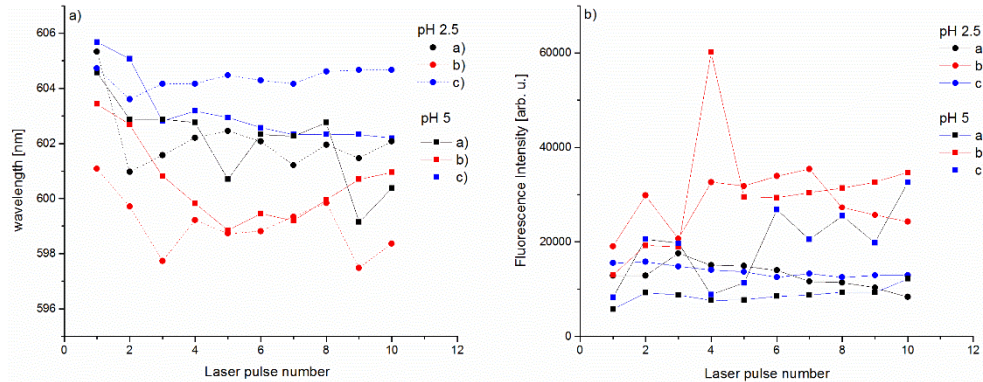 a)
pH 2.5
a)
b)
c)
pH 5
a)
b)
c)
606
604
602
600
598
596
wavelength [nm]
0 2 4 6 8 10 12
Laser pulse number
b)
pH 2.5
a
b
c
pH 5
a
b
c
60000
40000
20000
0
Fluorescence Intensity [arb. u.]
0 2 4 6 8 10 12
Laser pulse number